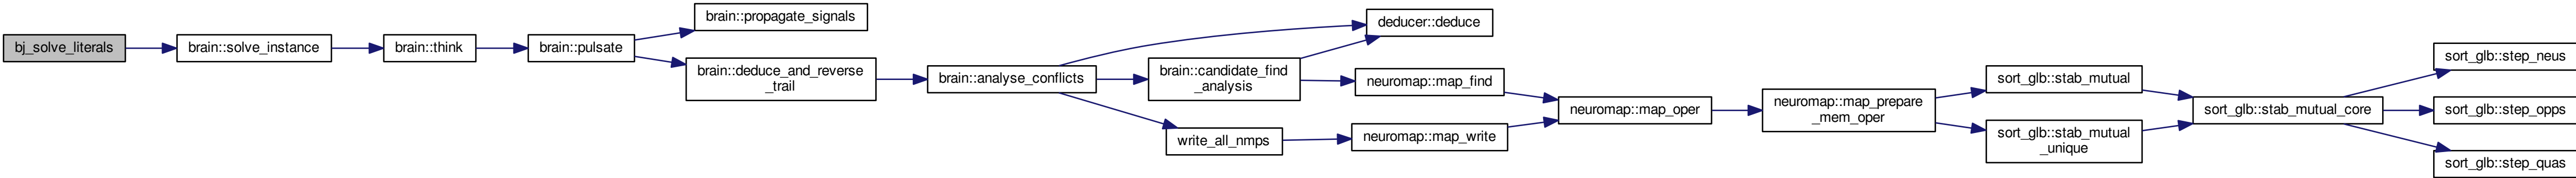 bj_solve_literals
brain::solve_instance
brain::think
brain::pulsate
brain::propagate_signals
brain::deduce_and_reverse
_trail
brain::analyse_conflicts
deducer::deduce
brain::candidate_find
_analysis
write_all_nmps
neuromap::map_find
neuromap::map_write
neuromap::map_oper
neuromap::map_prepare
_mem_oper
sort_glb::stab_mutual
sort_glb::stab_mutual
_unique
sort_glb::stab_mutual_core
sort_glb::step_neus
sort_glb::step_opps
sort_glb::step_quas